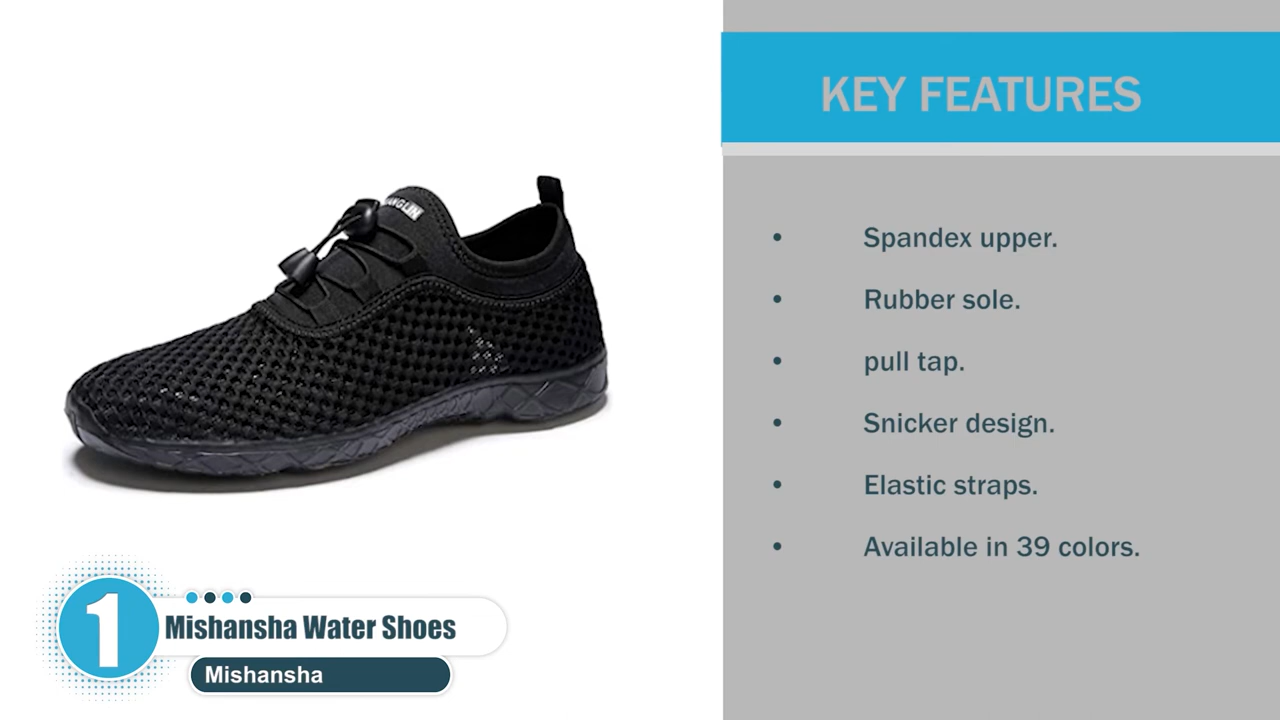 KEY FEATURES
• Spandex upper.
• Rubber sole.
• pull tap.
• Snicker design.
• Elastic straps.
• Available in 39 colors.
1
Mishansha Water Shoes
Mishansha